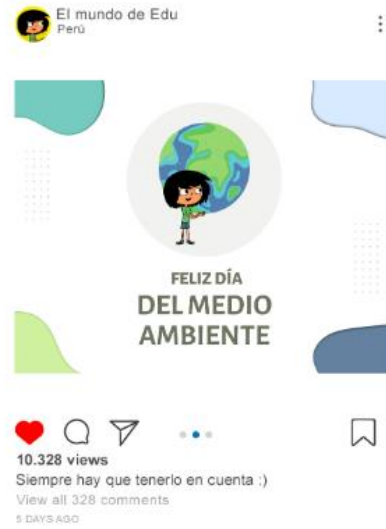 El mundo de Edu
Perú
FELIZ DÍA
DEL MEDIO
AMBIENTE
10.328 views
Siempre hay que tenerlo en cuenta :)
View all 328 comments
5 DAYS AGO